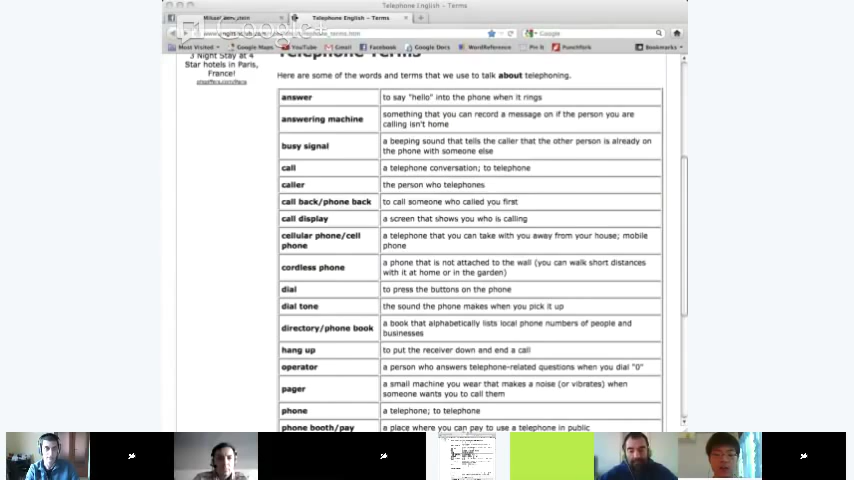 Telephone English – Terms
Telephone English – Terms
Google+
Google
Most Visited
Google Maps
YouTube
Gmail
Facebook
Google Docs
WordReference
Pin It
PunchFork
Bookmarks
3 Night Stay at 4
Star hotels in Paris,
France!
Telephone Terms
Here are some of the words and terms that we use to talk about telephoning.
answer to say "hello" into the phone when it rings
answering machine something that you can record a message on if the person you are
calling isn't home
busy signal a beeping sound that tells the caller that the other person is already on
the phone with someone else
call a telephone conversation; to telephone
caller the person who telephones
call back/phone back to call someone who called you first
call display a screen that shows you who is calling
cellular phone/cell
phone a telephone that you can take with you away from your house; mobile
phone
cordless phone a phone that is not attached to the wall (you can walk short distances
with it at home or in the garden)
dial to press the buttons on the phone
dial tone the sound the phone makes when you pick it up
directory/phone book a book that alphabetically lists local phone numbers of people and
businesses
hang up to put the receiver down and end a call
operator a person who answers telephone-related questions when you dial "0"
pager a small machine you wear that makes a noise (or vibrates) when
someone wants you to call them
phone a telephone; to telephone
phone booth/pay a place where you can pay to use a telephone in public